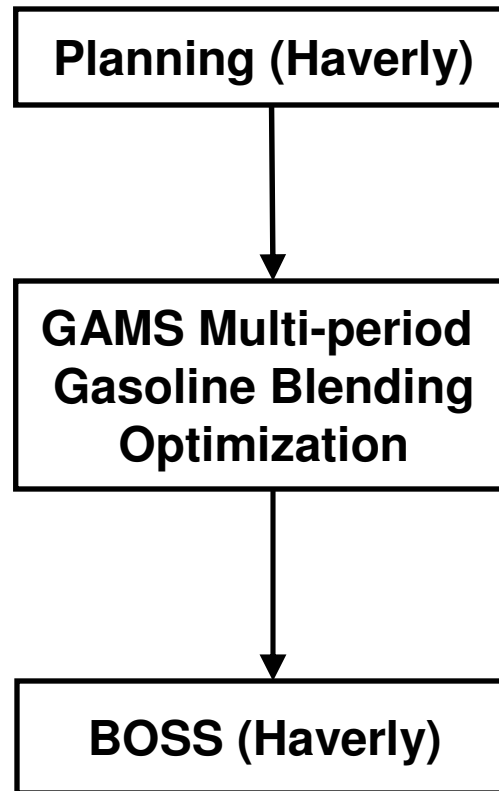 Planning (Haverly)
GAMS Multi-period
Gasoline Blending
Optimization
BOSS (Haverly)